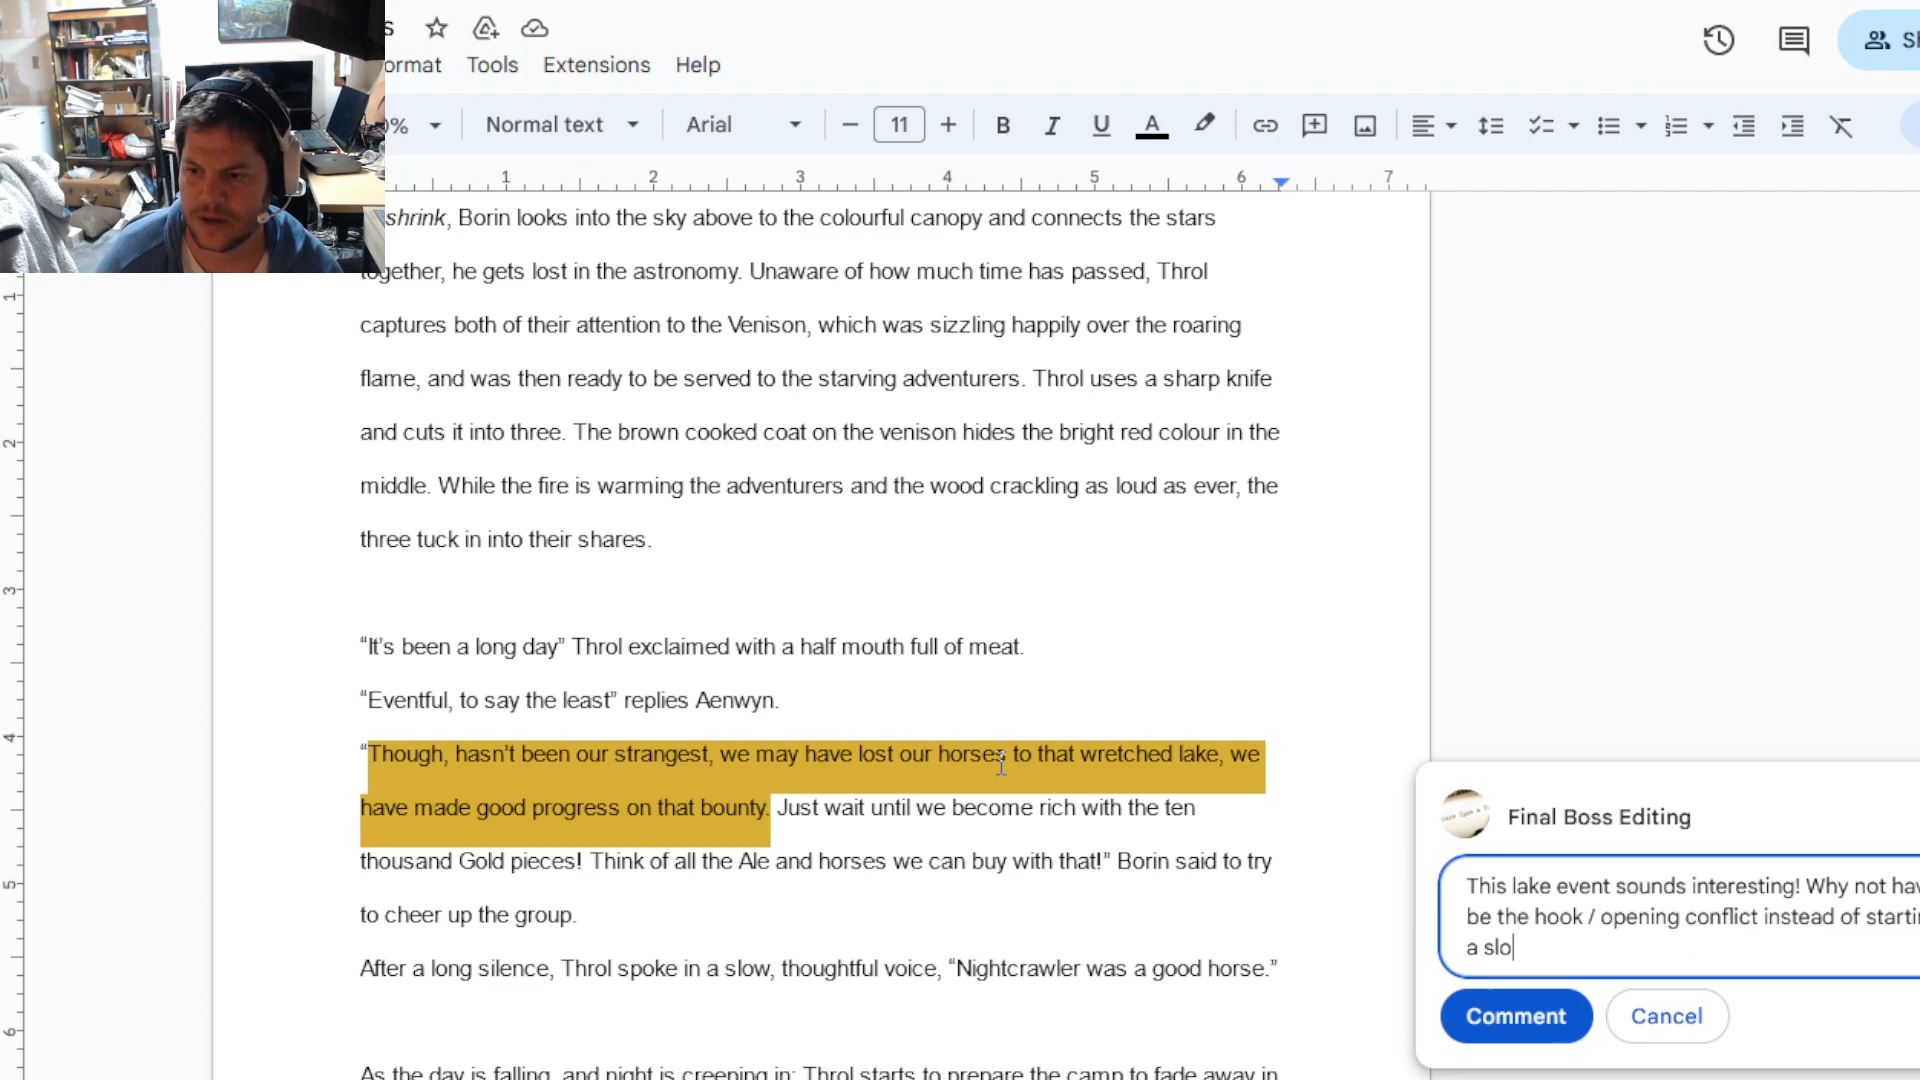 ormat Tools Extensions Help
% Normal text Arial 11 B I U A
1 2 3 4 5 6 7
shrink, Borin looks into the sky above to the colourful canopy and connects the stars
together, he gets lost in the astronomy. Unaware of how much time has passed, Throl
captures both of their attention to the Venison, which was sizzling happily over the roaring
flame, and was then ready to be served to the starving adventurers. Throl uses a sharp knife
and cuts it into three. The brown cooked coat on the venison hides the bright red colour in the
middle. While the fire is warming the adventurers and the wood crackling as loud as ever, the
three tuck in into their shares.
“It’s been a long day” Throl exclaimed with a half mouth full of meat.
“Eventful, to say the least” replies Aenwyn.
“Though, hasn’t been our strangest, we may have lost our horses to that wretched lake, we
have made good progress on that bounty. Just wait until we become rich with the ten
thousand Gold pieces! Think of all the Ale and horses we can buy with that!” Borin said to try
to cheer up the group.
After a long silence, Throl spoke in a slow, thoughtful voice, “Nightcrawler was a good horse.”
As the day is falling, and night is creeping in; Throl starts to prepare the camp to fade away in
1
2
3
4
5
6
Final Boss Editing
This lake event sounds interesting! Why not hav
be the hook / opening conflict instead of starti
a slo
Comment Cancel